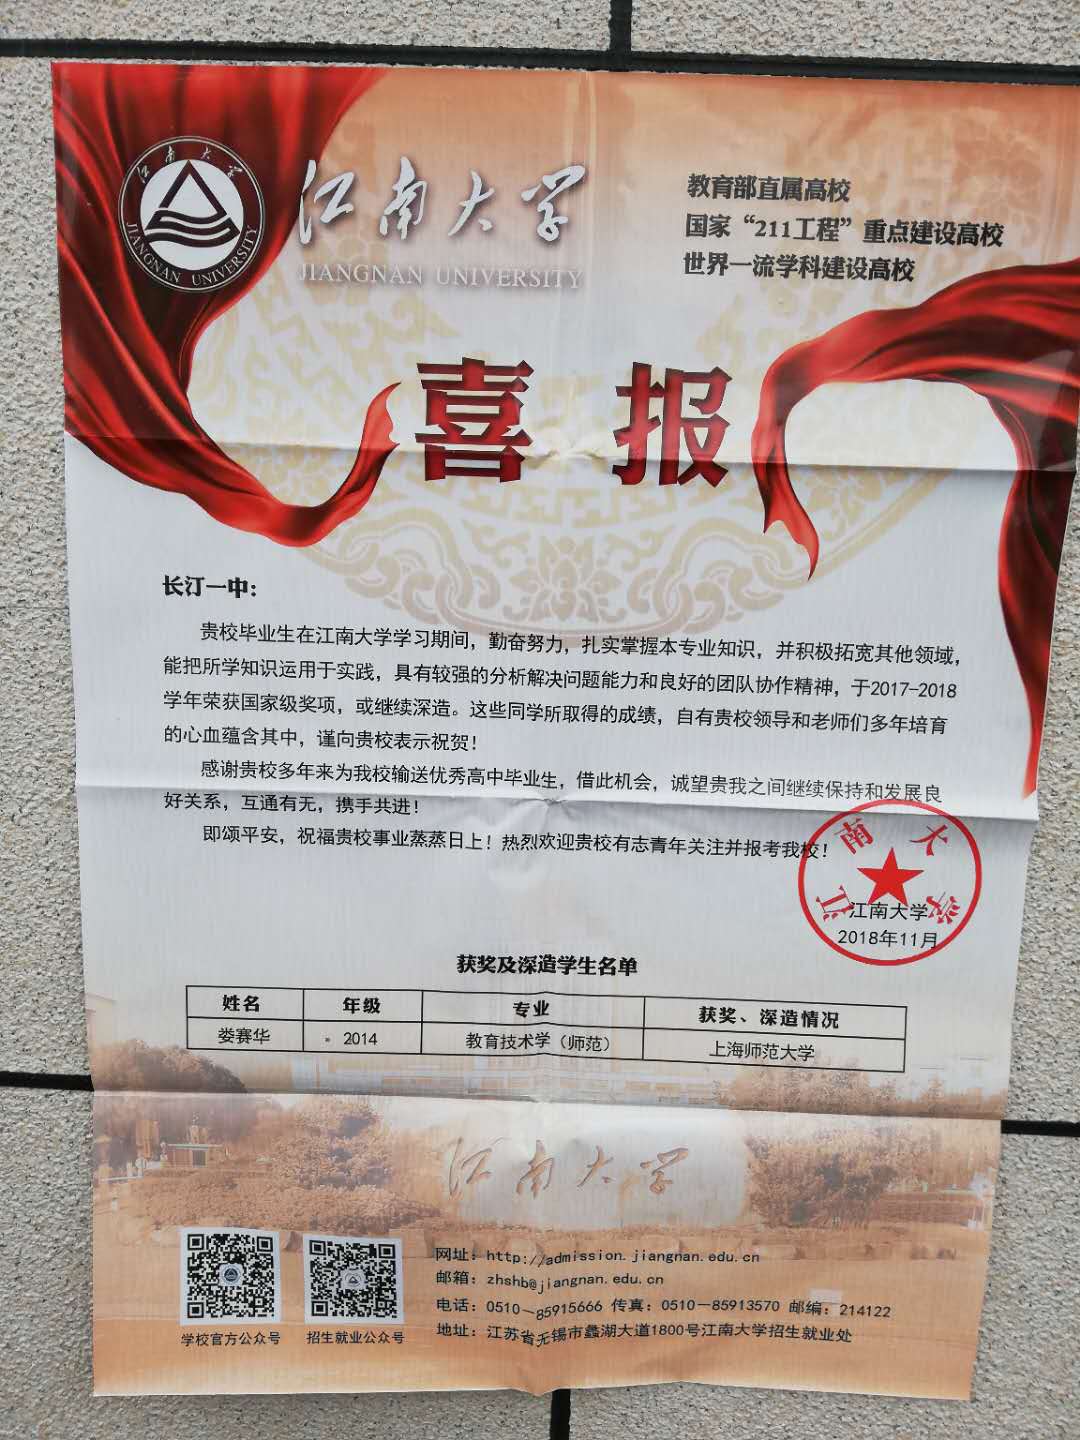 江南大学
JIANGNAN UNIVERSITY
江南大学
JIANGNAN UNIVERSITY
教育部直属高校
国家“211工程”重点建设高校
世界一流学科建设高校
喜报
长汀一中：
贵校毕业生在江南大学学习期间，勤奋努力，扎实掌握本专业知识，并积极拓宽其他领域，
能把所学知识运用于实践，具有较强的分析解决问题能力和良好的团队协作精神，于2017-2018
学年荣获国家级奖项，或继续深造。这些同学所取得的成绩，自有贵校领导和老师们多年培育
的心血蕴含其中，谨向贵校表示祝贺！
感谢贵校多年来为我校输送优秀高中毕业生，借此机会，诚望贵我之间继续保持和发展良
好关系，互通有无，携手共进！
即颂平安，祝福贵校事业蒸蒸日上！热烈欢迎贵校有志青年关注并报考我校！
江南大学
江南大学
2018年11月
获奖及深造学生名单
姓名 年级 专业 获奖、深造情况
娄赛华 2014 教育技术学（师范） 上海师范大学
江南大学
网址：http://admission.jiangnan.edu.cn
邮箱：zhshb@jiangnan.edu.cn
电话：0510-85915666 传真：0510-85913570 邮编：214122
地址：江苏省无锡市蠡湖大道1800号江南大学招生就业处
学校官方公众号
招生就业公众号